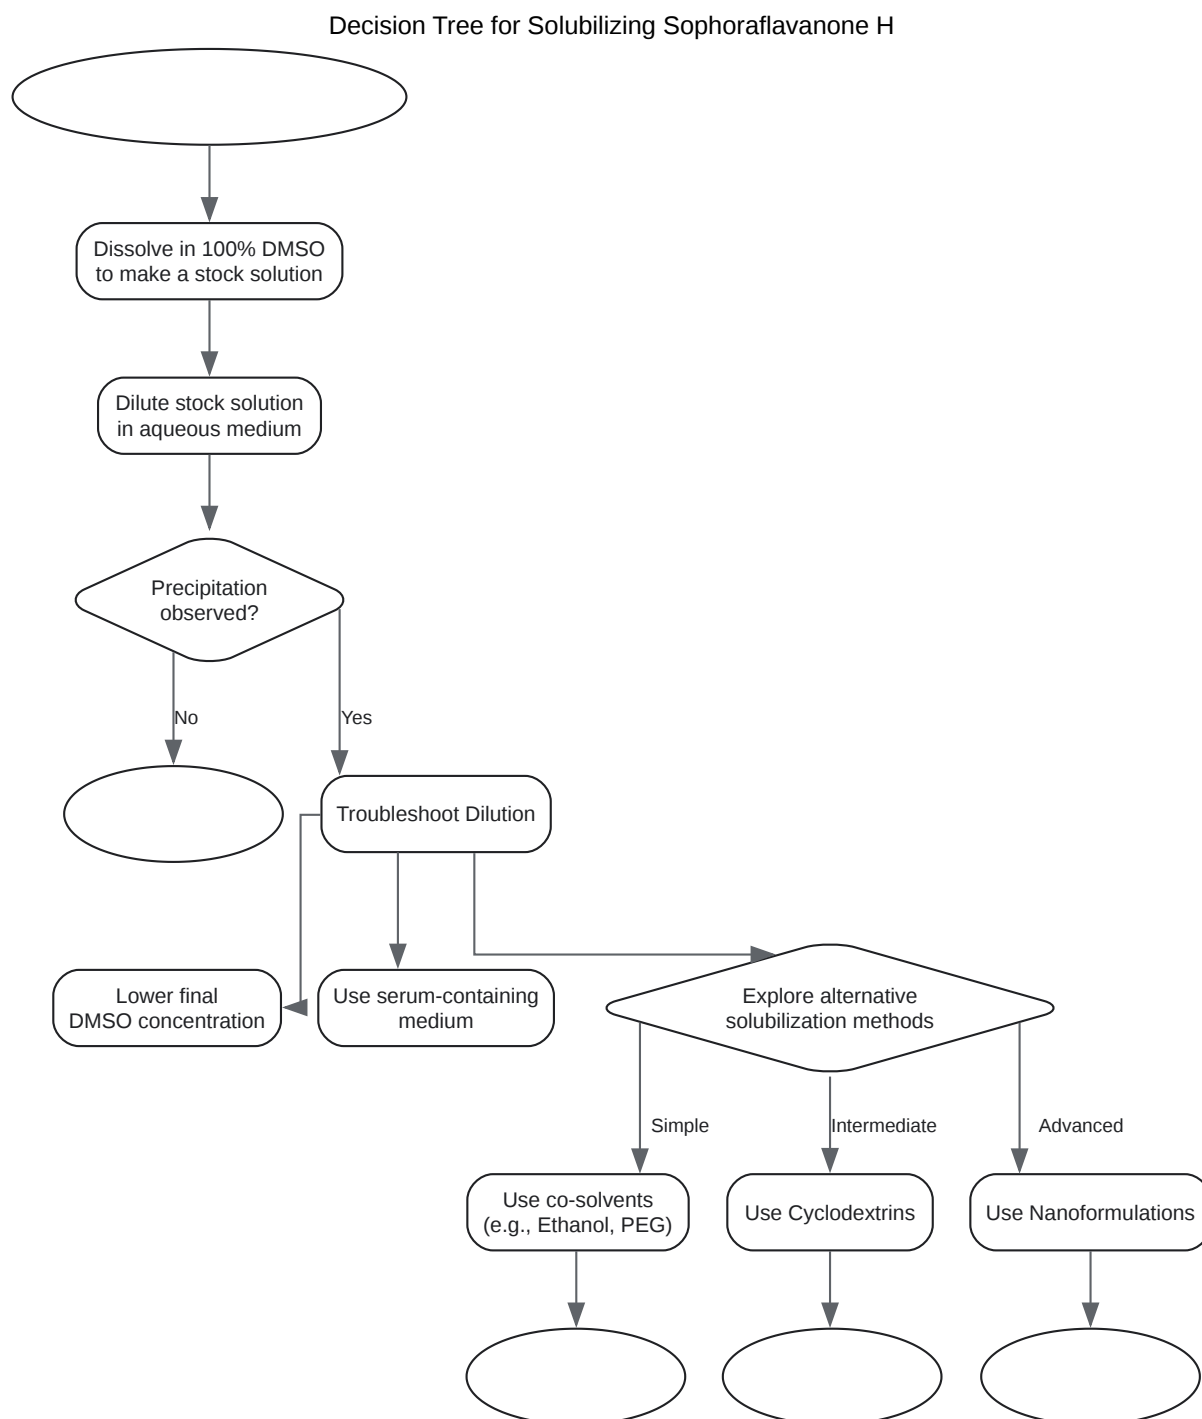 Decision Tree for Solubilizing Sophoraflavanone H
Dissolve in 100% DMSO
to make a stock solution
Dilute stock solution
in aqueous medium
Precipitation
observed?
No
Yes
Troubleshoot Dilution
Lower final
DMSO concentration
Use serum-containing
medium
Explore alternative
solubilization methods
Simple
Intermediate
Advanced
Use co-solvents
(e.g., Ethanol, PEG)
Use Cyclodextrins
Use Nanoformulations